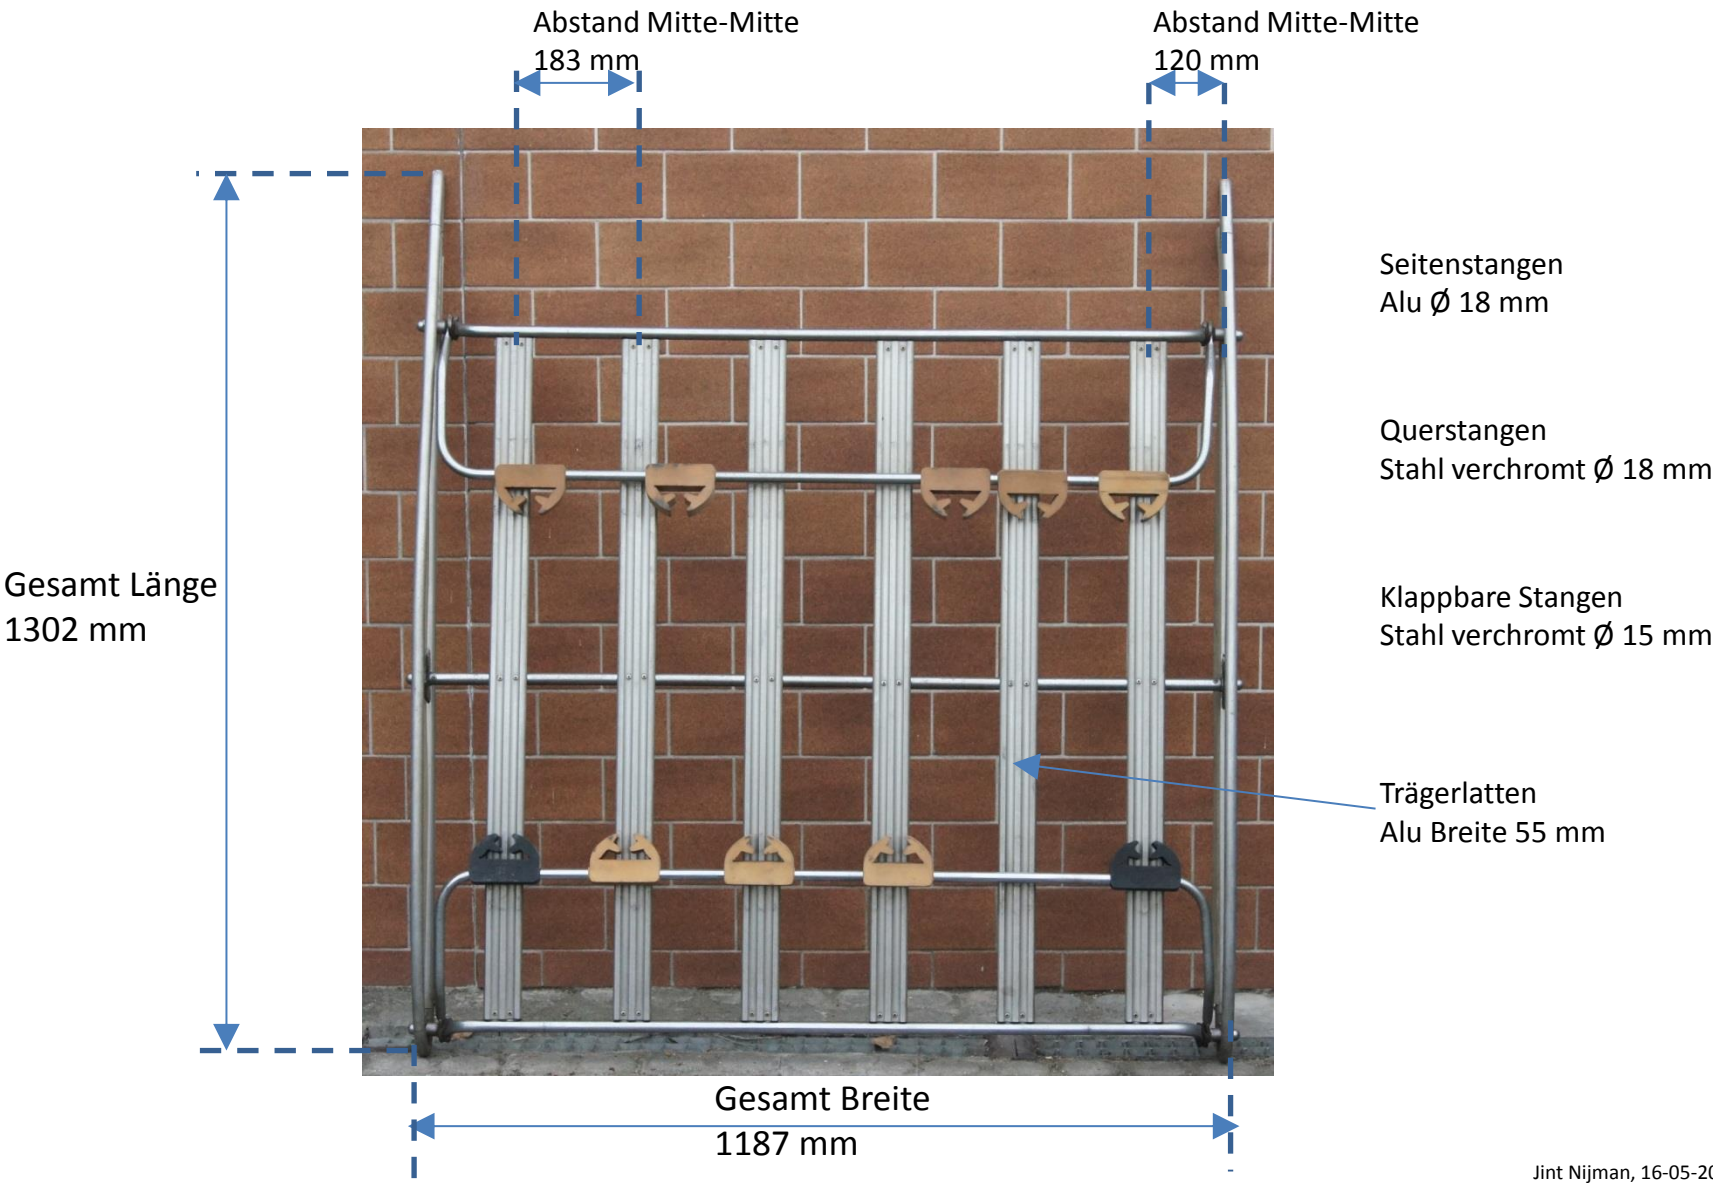 Abstand Mitte-Mitte
183 mm
Abstand Mitte-Mitte
120 mm
Seitenstangen
Alu Ø 18 mm
Querstangen
Stahl verchromt Ø 18 mm
Gesamt Länge
1302 mm
Klappbare Stangen
Stahl verchromt Ø 15 mm
Trägerlatten
Alu Breite 55 mm
Gesamt Breite
1187 mm
Jint Nijman, 16-05-20